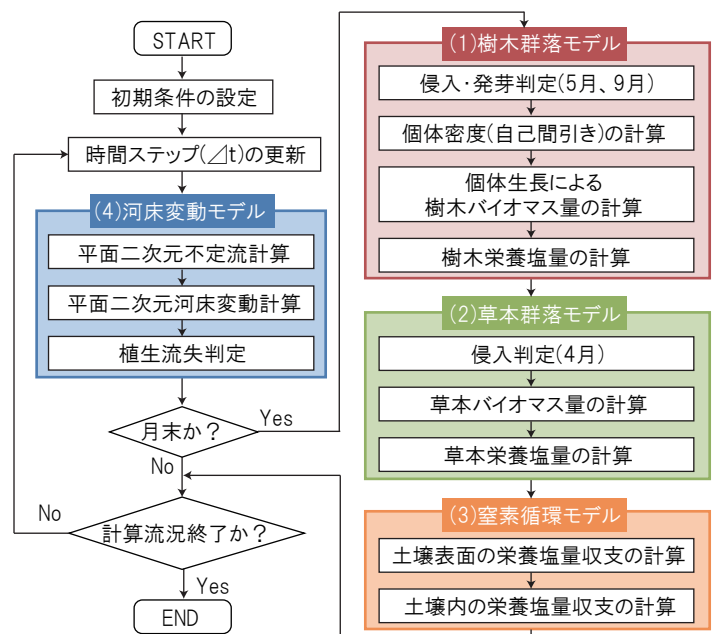 START
初期条件の設定
時間ステップ(⊿t)の更新
(4)河床変動モデル
平面二次元不定流計算
平面二次元河床変動計算
植生流失判定
月末か？
Yes
No
計算流況終了か？
No
Yes
END
(1)樹木群落モデル
侵入・発芽判定(5月、9月)
個体密度(自己間引き)の計算
個体生長による
樹木バイオマス量の計算
樹木栄養塩量の計算
(2)草本群落モデル
侵入判定(4月)
草本バイオマス量の計算
草本栄養塩量の計算
(3)窒素循環モデル
土壌表面の栄養塩量収支の計算
土壌内の栄養塩量収支の計算